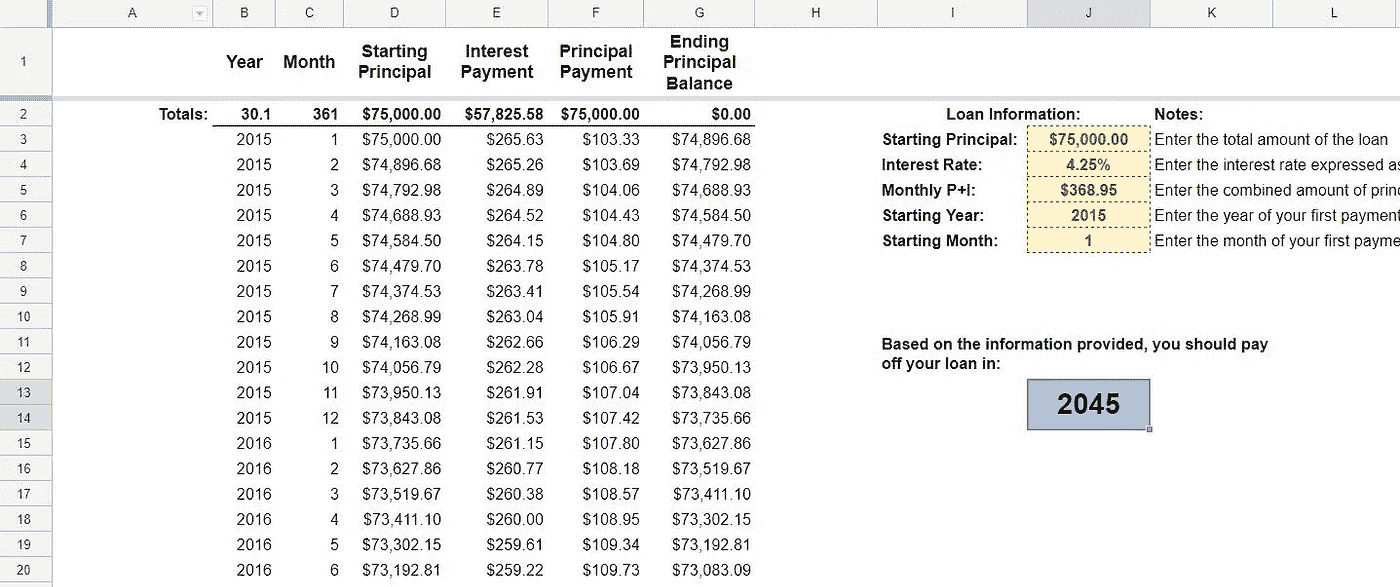 A B C D E F G H I J K L
1 Year Month Starting Principal Interest Payment Principal Payment Ending Principal Balance
2 Totals: 30.1 361 $75,000.00 $57,825.58 $75,000.00 $0.00 Loan Information: Notes:
3 2015 1 $75,000.00 $265.63 $103.33 $74,896.68 Starting Principal: $75,000.00 Enter the total amount of the loan
4 2015 2 $74,896.68 $265.26 $103.69 $74,792.98 Interest Rate: 4.25% Enter the interest rate expressed as
5 2015 3 $74,792.98 $264.89 $104.06 $74,688.93 Monthly P+I: $368.95 Enter the combined amount of princ
6 2015 4 $74,688.93 $264.52 $104.43 $74,584.50 Starting Year: 2015 Enter the year of your first payment
7 2015 5 $74,584.50 $264.15 $104.80 $74,479.70 Starting Month: 1 Enter the month of your first payme
8 2015 6 $74,479.70 $263.78 $105.17 $74,374.53
9 2015 7 $74,374.53 $263.41 $105.54 $74,268.99
10 2015 8 $74,268.99 $263.04 $105.91 $74,163.08
11 2015 9 $74,163.08 $262.66 $106.29 $74,056.79 Based on the information provided, you should pay
12 2015 10 $74,056.79 $262.28 $106.67 $73,950.13 off your loan in:
13 2015 11 $73,950.13 $261.91 $107.04 $73,843.08 2045
14 2015 12 $73,843.08 $261.53 $107.42 $73,735.66
15 2016 1 $73,735.66 $261.15 $107.80 $73,627.86
16 2016 2 $73,627.86 $260.77 $108.18 $73,519.67
17 2016 3 $73,519.67 $260.38 $108.57 $73,411.10
18 2016 4 $73,411.10 $260.00 $108.95 $73,302.15
19 2016 5 $73,302.15 $259.61 $109.34 $73,192.81
20 2016 6 $73,192.81 $259.22 $109.73 $73,083.09